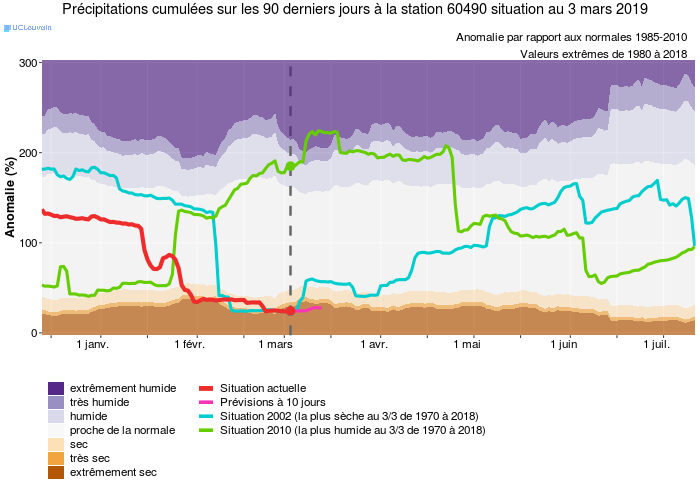 Précipitations cumulées sur les 90 derniers jours à la station 60490 situation au 3 mars 2019
UCLouvain
Anomalie par rapport aux normales 1985-2010
Valeurs extrêmes de 1980 à 2018
Anomalie (%)
300
200
100
0
1 janv.
1 févr.
1 mars
1 avr.
1 mai
1 juin
1 juil.
extrêmement humide
très humide
humide
proche de la normale
sec
très sec
extrêmement sec
Situation actuelle
Prévisions à 10 jours
Situation 2002 (la plus sèche au 3/3 de 1970 à 2018)
Situation 2010 (la plus humide au 3/3 de 1970 à 2018)